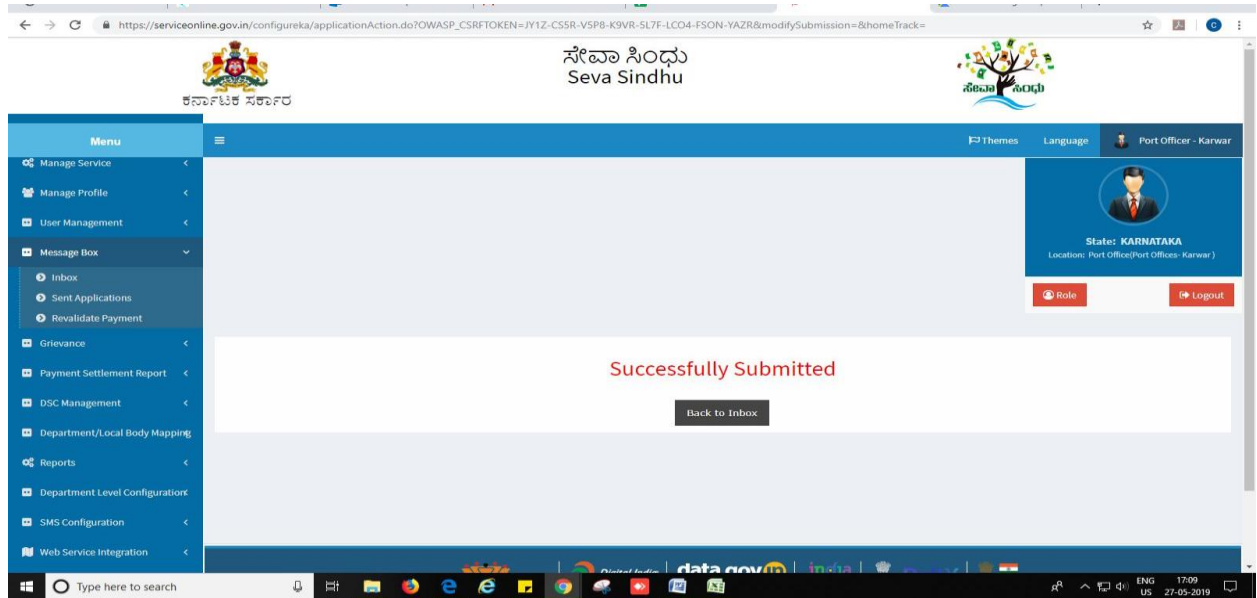 https://serviceonline.gov.in/configureka/applicationAction.do?OWASP_CSRFTOKEN=JY1Z-CS5R-V5P8-K9VR-5L7F-LCO4-FSON-YAZR&modifySubmission=&homeTrack=
ಕರ್ನಾಟಕ ಸರ್ಕಾರ
ಸೇವಾ ಸಿಂಧು
Seva Sindhu
ಸೇವಾ ಸಿಂಧು
Menu
Themes Language Port Officer - Karwar
Manage Service
Manage Profile
User Management
Message Box
Inbox
Sent Applications
Revalidate Payment
Grievance
Payment Settlement Report
DSC Management
Department/Local Body Mapping
Reports
Department Level Configuration
SMS Configuration
Web Service Integration
State: KARNATAKA
Location: Port Office(Port Offices- Karwar )
Role Logout
Successfully Submitted
Back to Inbox
Digital India data.gov in
Type here to search
ENG 17:09
US 27-05-2019